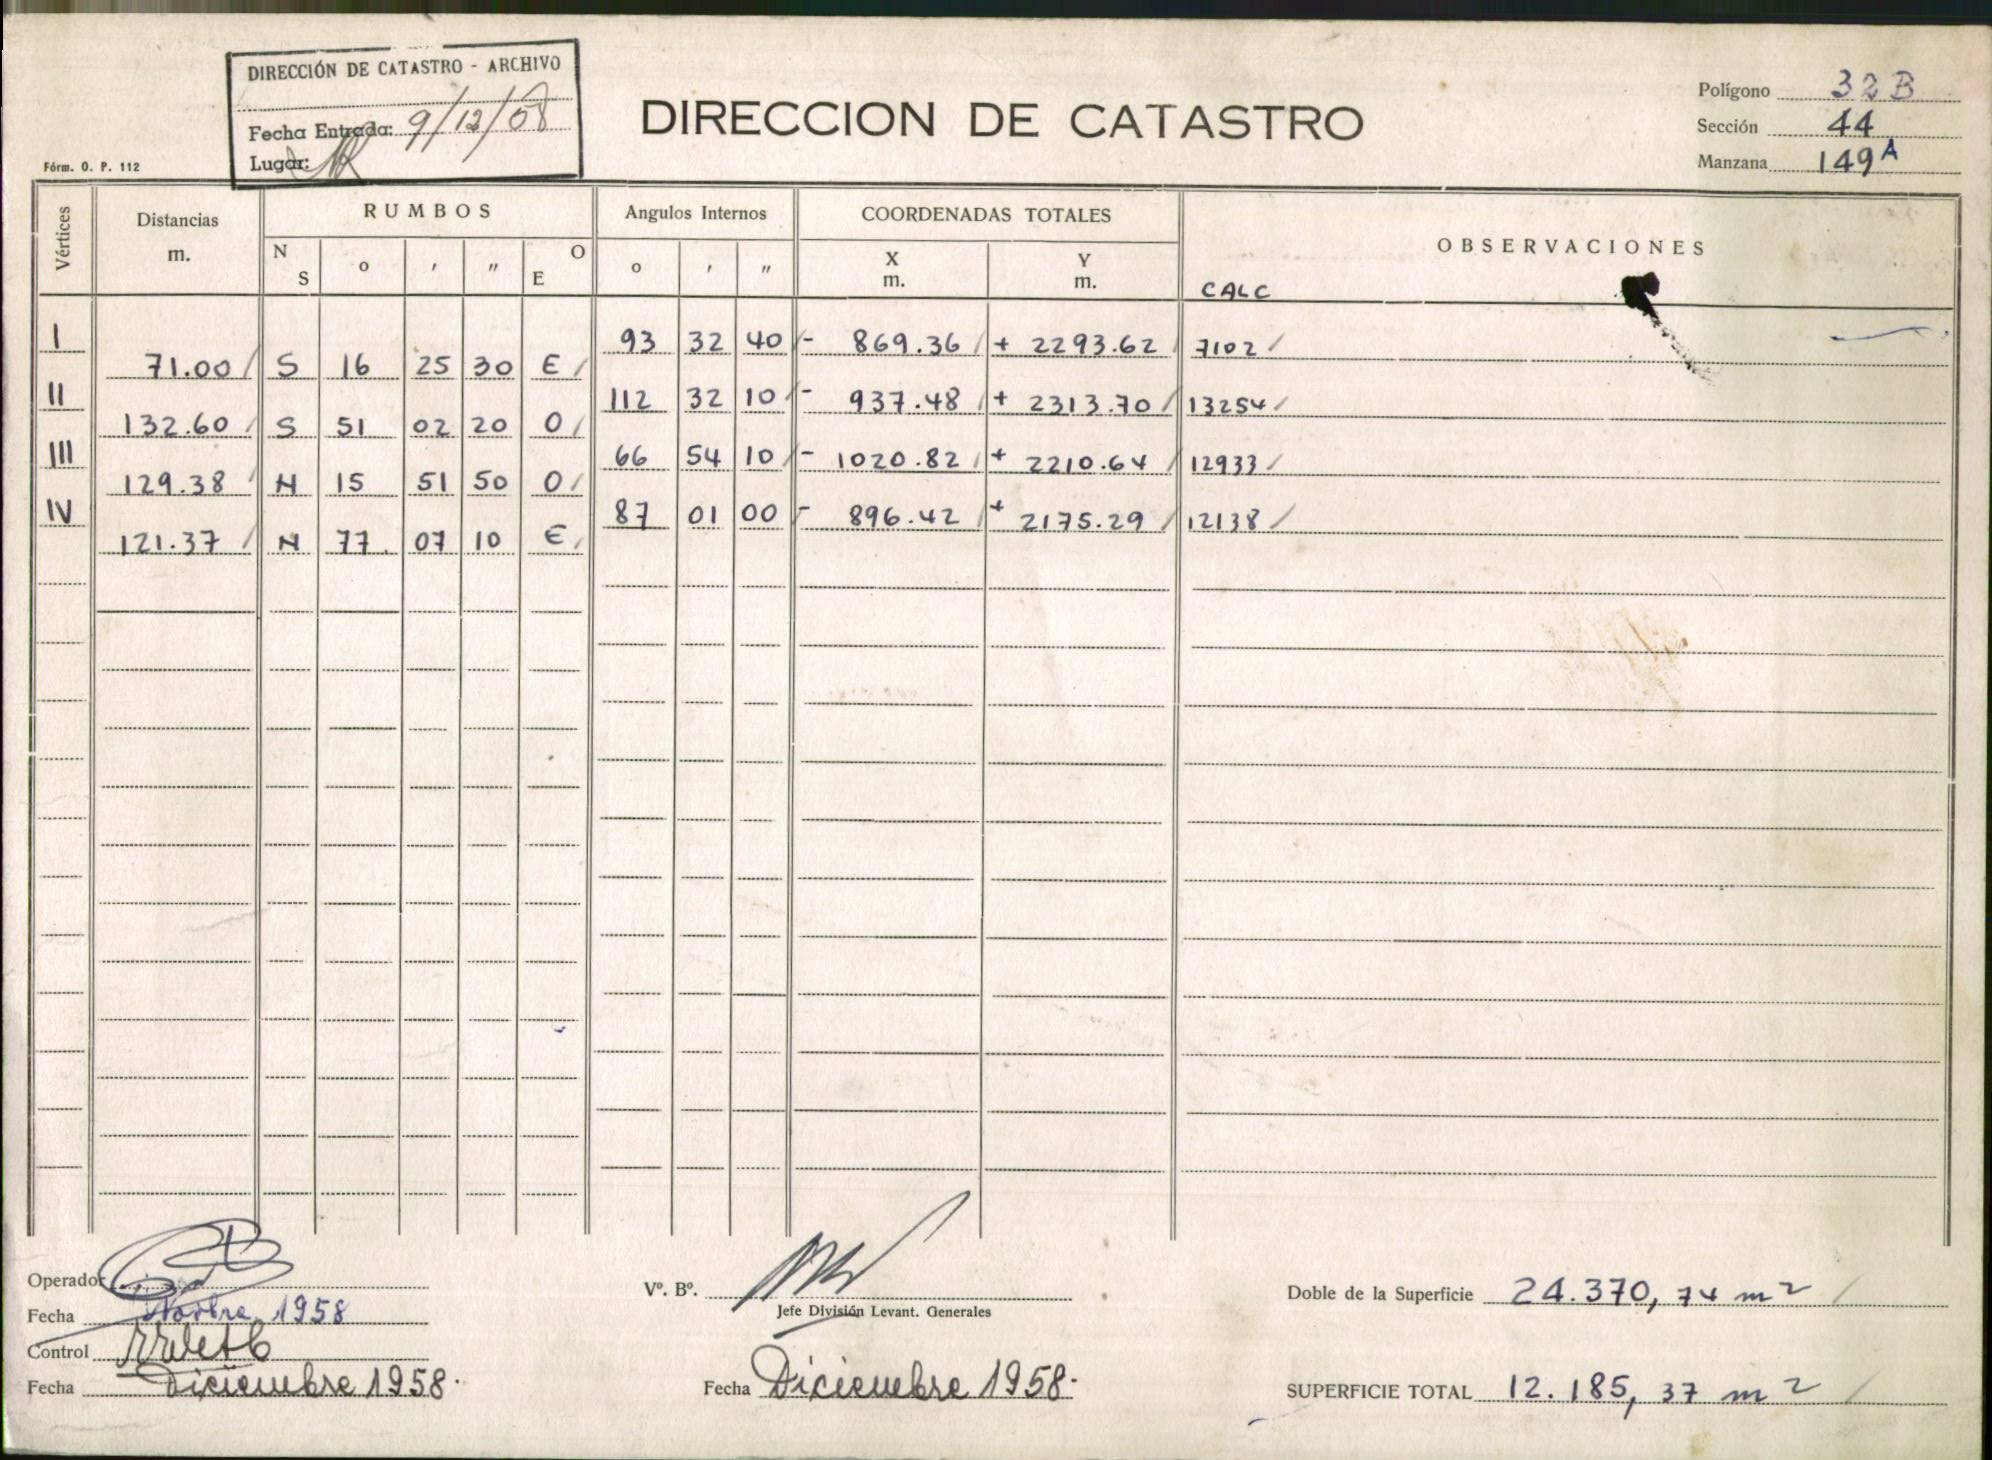 DIRECCIÓN DE CATASTRO - ARCHIVO
Fecha Entrada: 9/12/58
Lugar:
Fórm. O. P. 112
DIRECCION DE CATASTRO
Polígono 32 B
Sección 44
Manzana 149 A
Vértices Distancias m. RUMBOS Angulos Internos COORDENADAS TOTALES OBSERVACIONES
N S o ' " E O o ' " X m. Y m.
CALC
I 93 32 40 - 869.36 + 2293.62 7102
71.00 S 16 25 30 E
II 112 32 10 - 937.48 + 2313.70 13254
132.60 S 51 02 20 O
III 66 54 10 - 1020.82 + 2210.64 12933
129.38 N 15 51 50 O
IV 87 01 00 - 896.42 + 2175.29 12138
121.37 N 77 07 10 E
Operador
Fecha 1958
Control
Fecha Diciembre 1958.
Vº. Bº.
Jefe División Levant. Generales
Fecha Diciembre 1958.
Doble de la Superficie 24.370,74 m2
SUPERFICIE TOTAL 12.185,37 m2